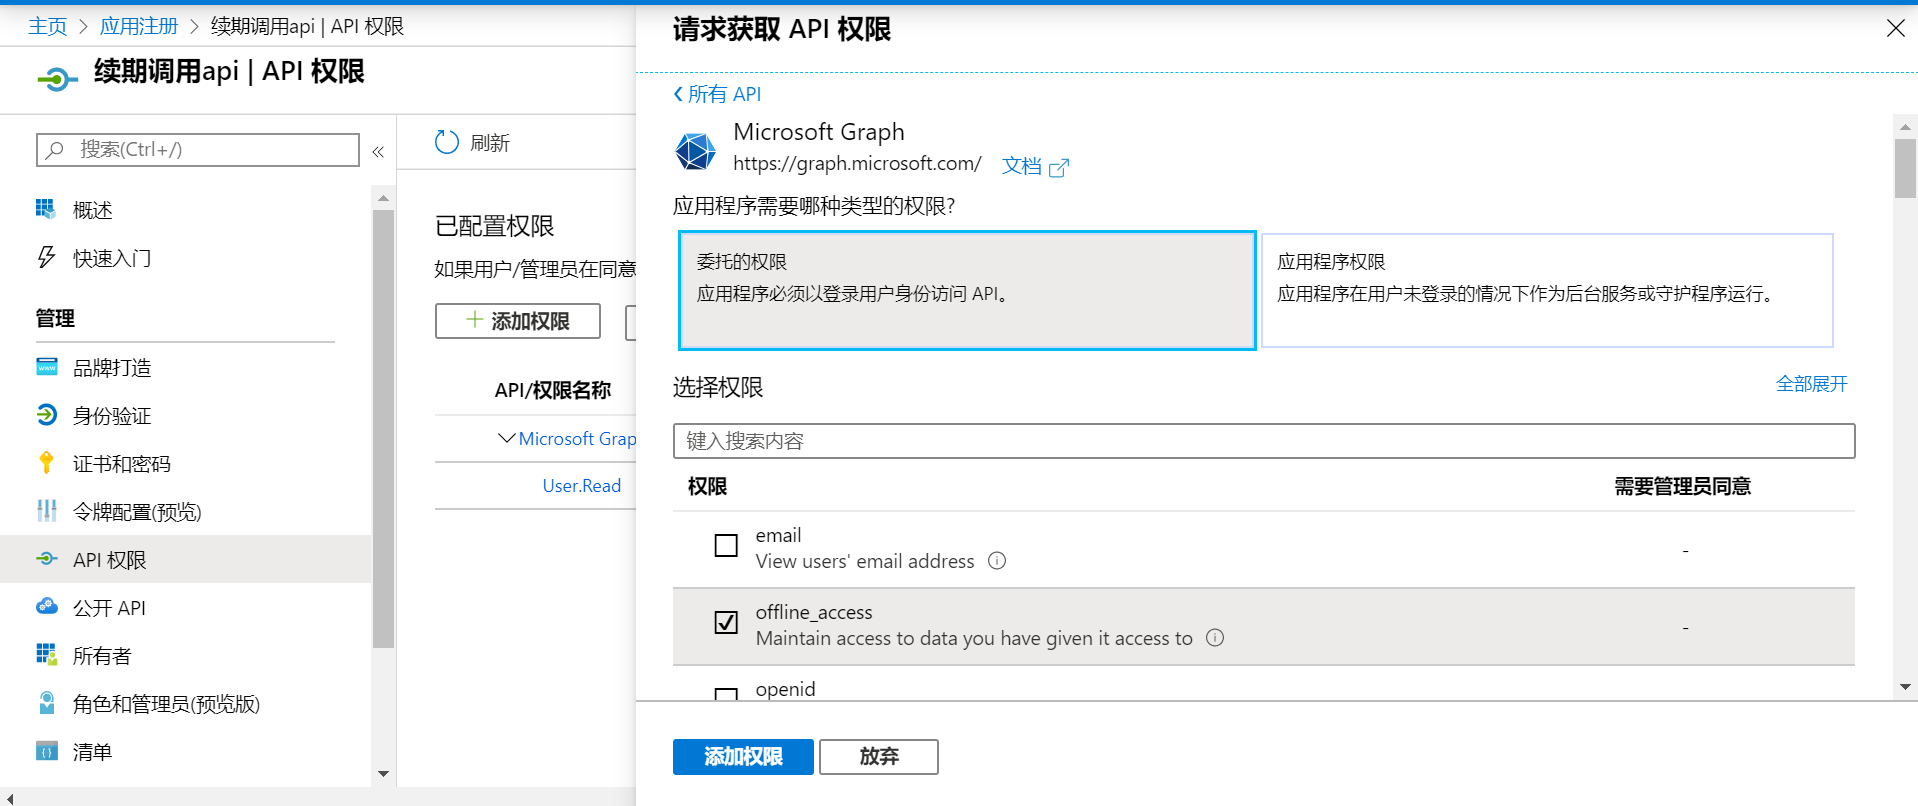 主页 > 应用注册 > 续期调用api | API 权限
续期调用api | API 权限
搜索(Ctrl+/)
«
概述
快速入门
管理
品牌打造
身份验证
证书和密码
令牌配置(预览)
API 权限
公开 API
所有者
角色和管理员(预览版)
清单
刷新
已配置权限
如果用户/管理员在同意
添加权限
API/权限名称
Microsoft Grap
User.Read
请求获取 API 权限
所有 API
Microsoft Graph
https://graph.microsoft.com/ 文档
应用程序需要哪种类型的权限?
委托的权限
应用程序必须以登录用户身份访问 API。
应用程序权限
应用程序在用户未登录的情况下作为后台服务或守护程序运行。
选择权限
全部展开
键入搜索内容
权限 需要管理员同意
email
View users' email address
-
offline_access
Maintain access to data you have given it access to
-
openid
添加权限 放弃